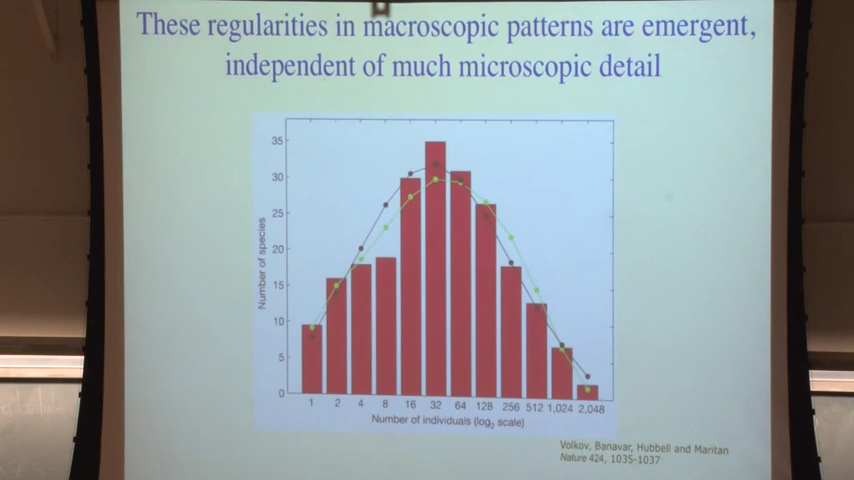 These regularities in macroscopic patterns are emergent,
independent of much microscopic detail
35
30
25
20
15
10
5
0
Number of species
1 2 4 8 16 32 64 128 256 512 1,024 2,048
Number of individuals (log₂ scale)
Volkov, Banavar, Hubbell and Maritan
Nature 424, 1035-1037